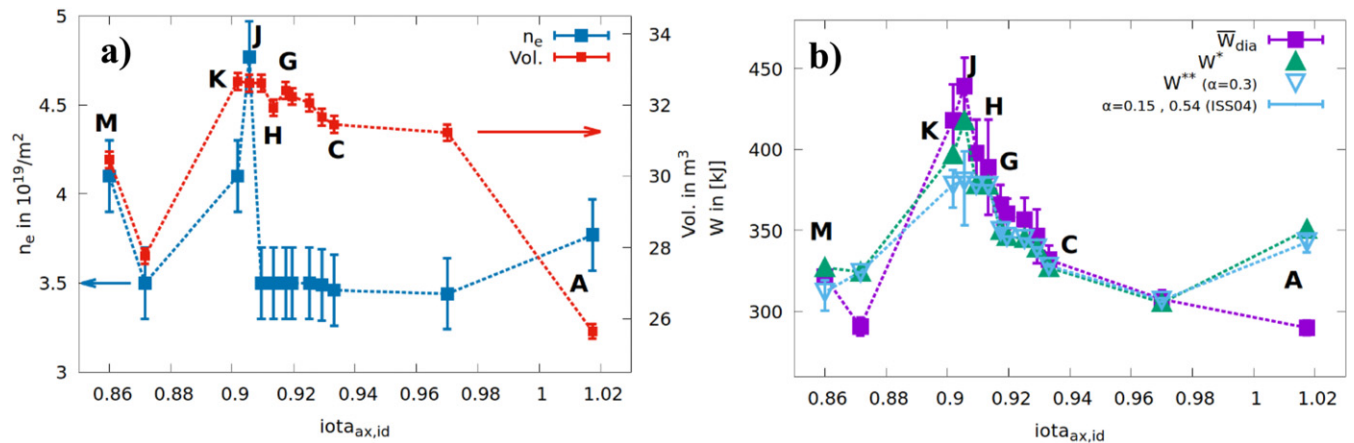 a)
n_e
Vol.
5
4.5
4
3.5
3
n_e in 10^19/m^2
34
32
30
28
26
Vol. in m^3
M
K
J
G
H
C
A
0.86
0.88
0.9
0.92
0.94
0.96
0.98
1
1.02
iota_ax,id
b)
W̅_dia
W^*
W^** (α=0.3)
α=0.15 , 0.54 (ISS04)
450
400
350
300
W in [kJ]
M
K
J
H
G
C
A
0.86
0.88
0.9
0.92
0.94
0.96
0.98
1
1.02
iota_ax,id